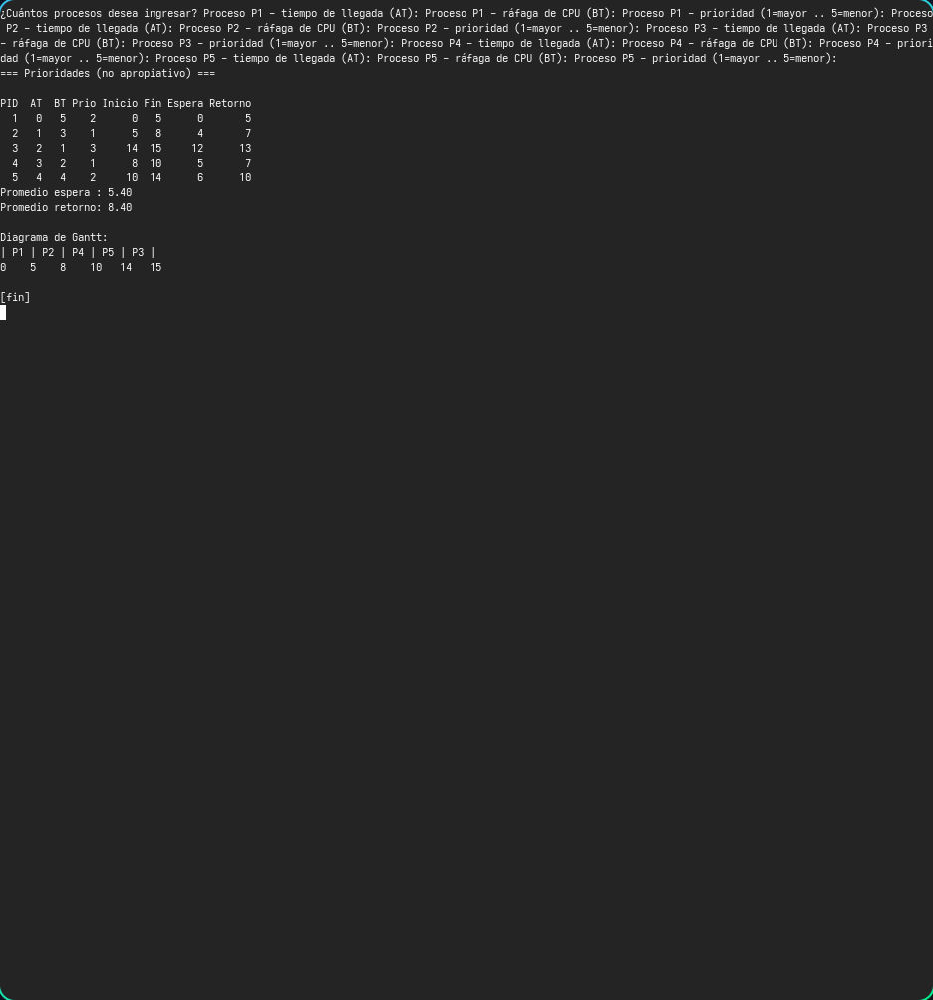 ¿Cuántos procesos desea ingresar? Proceso P1 - tiempo de llegada (AT): Proceso P1 - ráfaga de CPU (BT): Proceso P1 - prioridad (1=mayor .. 5=menor): Proceso
P2 - tiempo de llegada (AT): Proceso P2 - ráfaga de CPU (BT): Proceso P2 - prioridad (1=mayor .. 5=menor): Proceso P3 - tiempo de llegada (AT): Proceso P3
- ráfaga de CPU (BT): Proceso P3 - prioridad (1=mayor .. 5=menor): Proceso P4 - tiempo de llegada (AT): Proceso P4 - ráfaga de CPU (BT): Proceso P4 - priori
dad (1=mayor .. 5=menor): Proceso P5 - tiempo de llegada (AT): Proceso P5 - ráfaga de CPU (BT): Proceso P5 - prioridad (1=mayor .. 5=menor):
=== Prioridades (no apropiativo) ===
PID  AT  BT Prio Inicio Fin Espera Retorno
  1   0   5    2      0   5      0       5
  2   1   3    1      5   8      4       7
  3   2   1    3     14  15     12      13
  4   3   2    1      8  10      5       7
  5   4   4    2     10  14      6      10
Promedio espera : 5.40
Promedio retorno: 8.40
Diagrama de Gantt:
| P1 | P2 | P4 | P5 | P3 |
0    5    8    10   14   15
[fin]